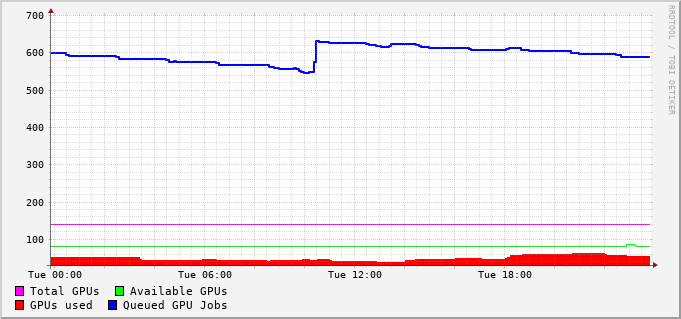 700
600
500
400
300
200
100
Tue 00:00 Tue 06:00 Tue 12:00 Tue 18:00
Total GPUs Available GPUs
GPUs used Queued GPU Jobs
RRDTOOL / TOBI OETIKER